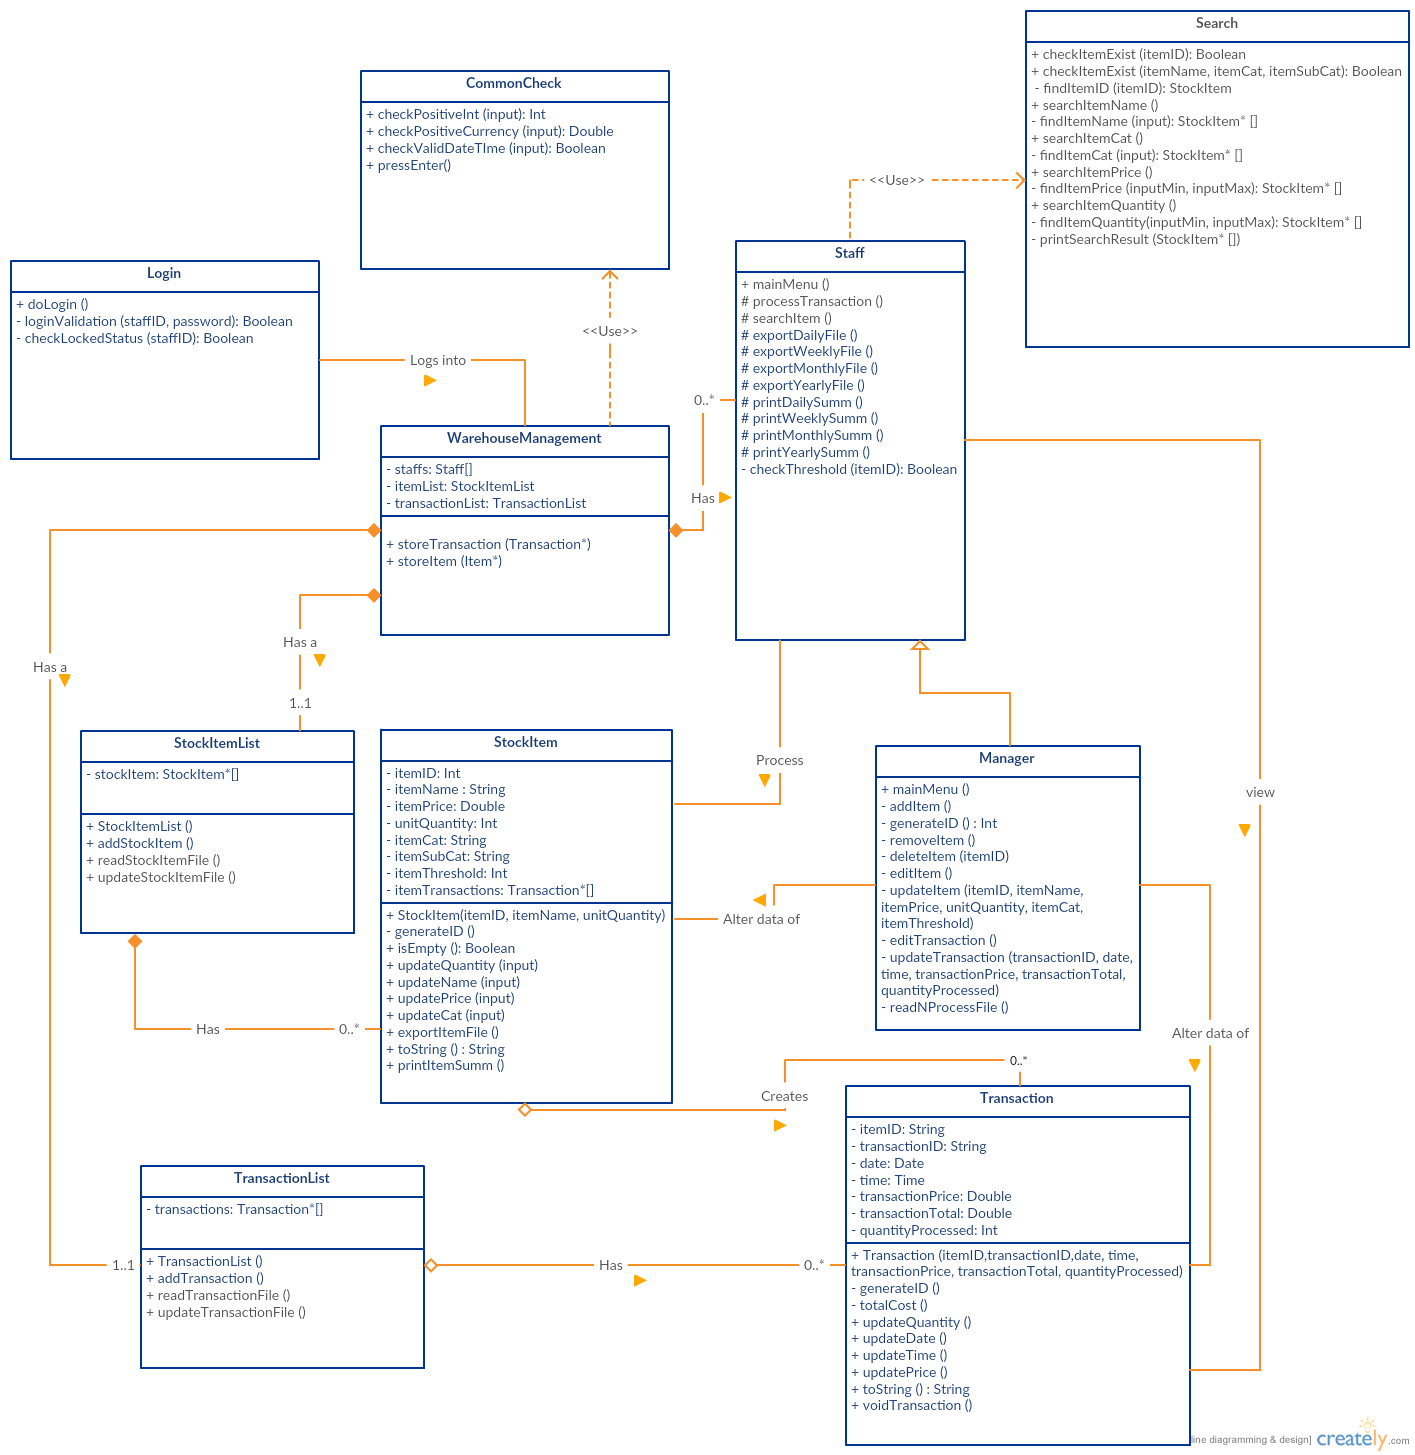 Search
+ checkItemExist (itemID): Boolean
+ checkItemExist (itemName, itemCat, itemSubCat): Boolean
- findItemID (itemID): StockItem
+ searchItemName ()
- findItemName (input): StockItem* []
+ searchItemCat ()
- findItemCat (input): StockItem* []
+ searchItemPrice ()
- findItemPrice (inputMin, inputMax): StockItem* []
+ searchItemQuantity ()
- findItemQuantity(inputMin, inputMax): StockItem* []
- printSearchResult (StockItem* [])
CommonCheck
+ checkPositiveInt (input): Int
+ checkPositiveCurrency (input): Double
+ checkValidDateTIme (input): Boolean
+ pressEnter()
<<Use>>
Login
+ doLogin ()
- loginValidation (staffID, password): Boolean
- checkLockedStatus (staffID): Boolean
Logs into
<<Use>>
Staff
+ mainMenu ()
# processTransaction ()
# searchItem ()
# exportDailyFile ()
# exportWeeklyFile ()
# exportMonthlyFile ()
# exportYearlyFile ()
# printDailySumm ()
# printWeeklySumm ()
# printMonthlySumm ()
# printYearlySumm ()
- checkThreshold (itemID): Boolean
0..*
Has
WarehouseManagement
- staffs: Staff[]
- itemList: StockItemList
- transactionList: TransactionList
+ storeTransaction (Transaction*)
+ storeItem (Item*)
Has a
Has a
1..1
StockItemList
- stockItem: StockItem*[]
+ StockItemList ()
+ addStockItem ()
+ readStockItemFile ()
+ updateStockItemFile ()
StockItem
- itemID: Int
- itemName : String
- itemPrice: Double
- unitQuantity: Int
- itemCat: String
- itemSubCat: String
- itemThreshold: Int
- itemTransactions: Transaction*[]
+ StockItem(itemID, itemName, unitQuantity)
- generateID ()
+ isEmpty (): Boolean
+ updateQuantity (input)
+ updateName (input)
+ updatePrice (input)
+ updateCat (input)
+ exportItemFile ()
+ toString () : String
+ printItemSumm ()
Process
Alter data of
Manager
+ mainMenu ()
- addItem ()
- generateID () : Int
- removeItem ()
- deleteItem (itemID)
- editItem ()
- updateItem (itemID, itemName,
itemPrice, unitQuantity, itemCat,
itemThreshold)
- editTransaction ()
- updateTransaction (transactionID, date,
time, transactionPrice, transactionTotal,
quantityProcessed)
- readNProcessFile ()
view
Alter data of
Has
0..*
Creates
0..*
Transaction
- itemID: String
- transactionID: String
- date: Date
- time: Time
- transactionPrice: Double
- transactionTotal: Double
- quantityProcessed: Int
+ Transaction (itemID,transactionID,date, time,
transactionPrice, transactionTotal, quantityProcessed)
- generateID ()
- totalCost ()
+ updateQuantity ()
+ updateDate ()
+ updateTime ()
+ updatePrice ()
+ toString () : String
+ voidTransaction ()
TransactionList
- transactions: Transaction*[]
+ TransactionList ()
+ addTransaction ()
+ readTransactionFile ()
+ updateTransactionFile ()
1..1
Has
0..*
line diagramming & design] creately.com